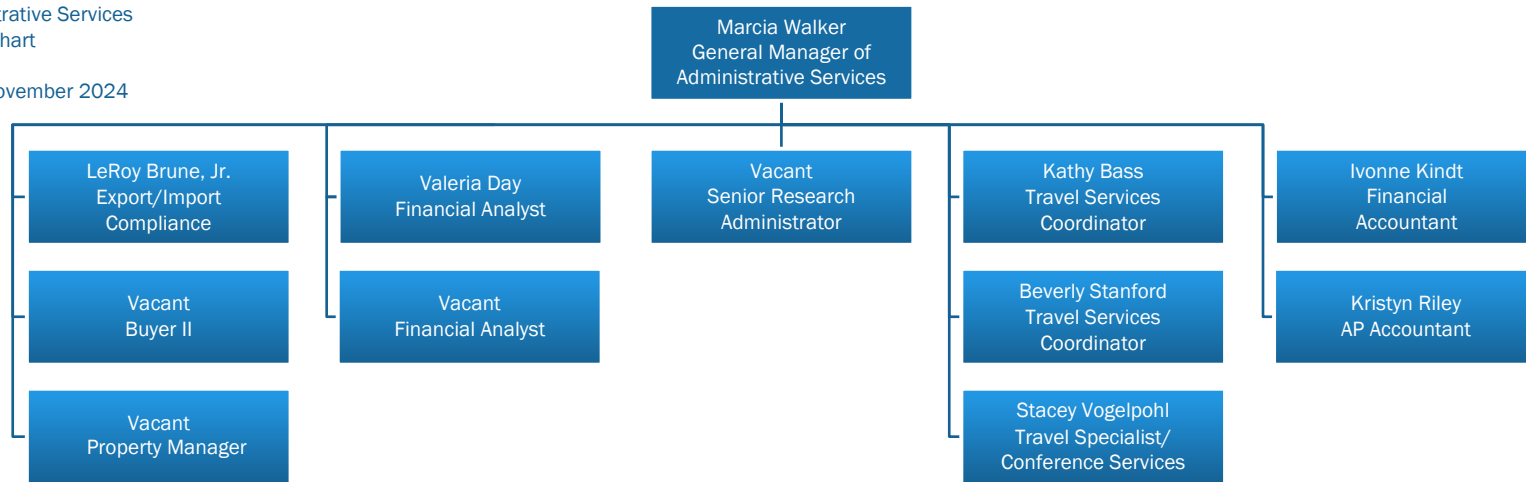 trative Services
hart
ovember 2024
Marcia Walker
General Manager of
Administrative Services
LeRoy Brune, Jr.
Export/Import
Compliance
Vacant
Buyer II
Vacant
Property Manager
Valeria Day
Financial Analyst
Vacant
Financial Analyst
Vacant
Senior Research
Administrator
Kathy Bass
Travel Services
Coordinator
Beverly Stanford
Travel Services
Coordinator
Stacey Vogelpohl
Travel Specialist/
Conference Services
Ivonne Kindt
Financial
Accountant
Kristyn Riley
AP Accountant